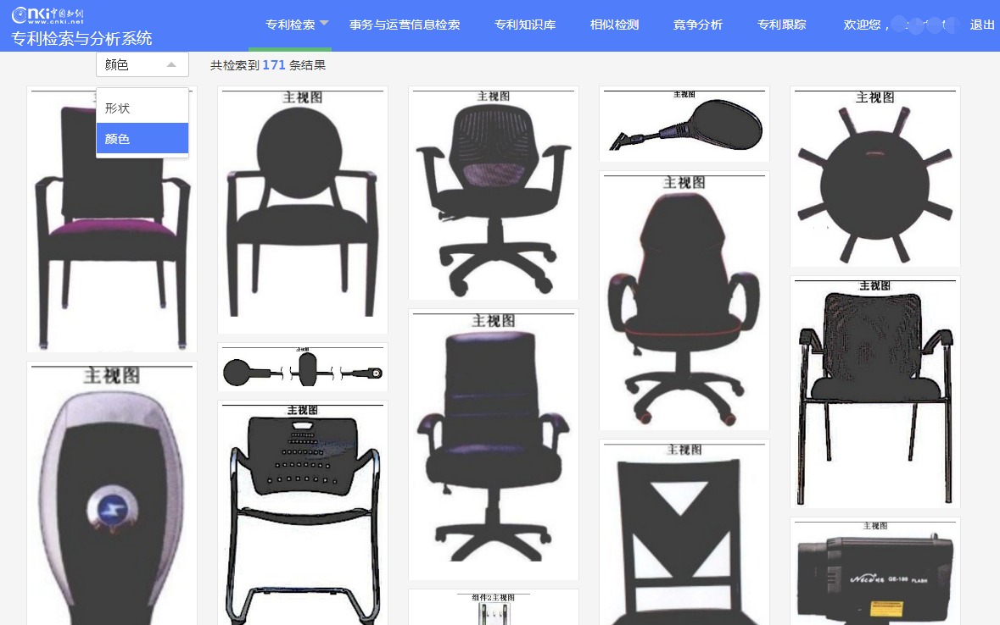 cnki中国知网
www.cnki.net
专利检索与分析系统
专利检索 事务与运营信息检索 专利知识库 相似检测 竞争分析 专利跟踪 欢迎您， 退出
颜色
共检索到 171 条结果
形状
颜色
主视图
主视图
主视图
主视图
主视图
主视图
主视图
主视图
主视图
主视图
主视图
主视图
组件2主视图
GE-180 FLASH